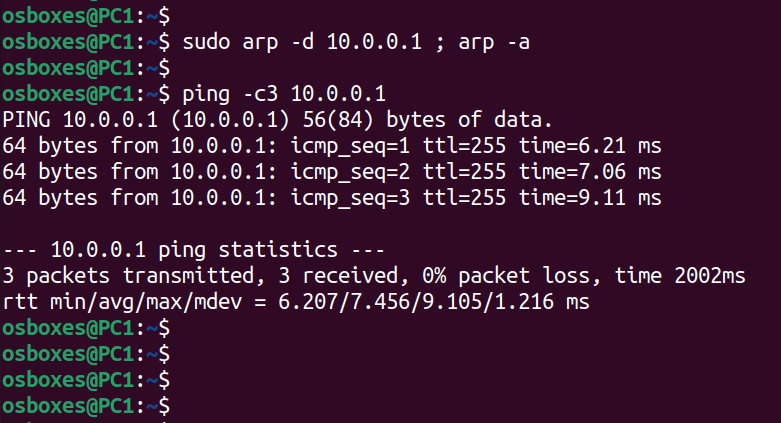 osboxes@PC1:~$
osboxes@PC1:~$ sudo arp -d 10.0.0.1 ; arp -a
osboxes@PC1:~$
osboxes@PC1:~$ ping -c3 10.0.0.1
PING 10.0.0.1 (10.0.0.1) 56(84) bytes of data.
64 bytes from 10.0.0.1: icmp_seq=1 ttl=255 time=6.21 ms
64 bytes from 10.0.0.1: icmp_seq=2 ttl=255 time=7.06 ms
64 bytes from 10.0.0.1: icmp_seq=3 ttl=255 time=9.11 ms

--- 10.0.0.1 ping statistics ---
3 packets transmitted, 3 received, 0% packet loss, time 2002ms
rtt min/avg/max/mdev = 6.207/7.456/9.105/1.216 ms
osboxes@PC1:~$
osboxes@PC1:~$
osboxes@PC1:~$
osboxes@PC1:~$